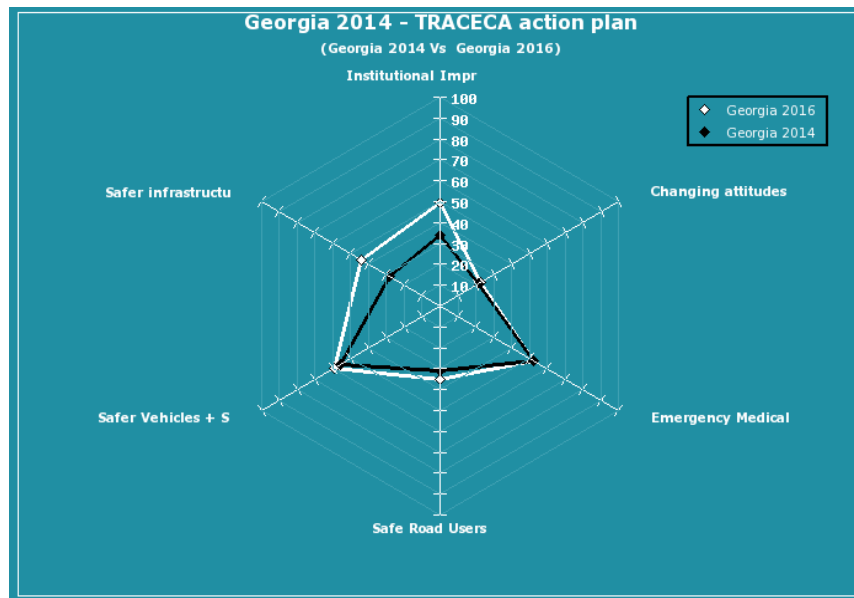 Georgia 2014 - TRACECA action plan
(Georgia 2014 Vs Georgia 2016)
Institutional Impr
100
90
80
70
60
50
40
30
20
10
Georgia 2016
Georgia 2014
Safer infrastructu
Changing attitudes
Safer Vehicles + S
Emergency Medical
Safe Road Users